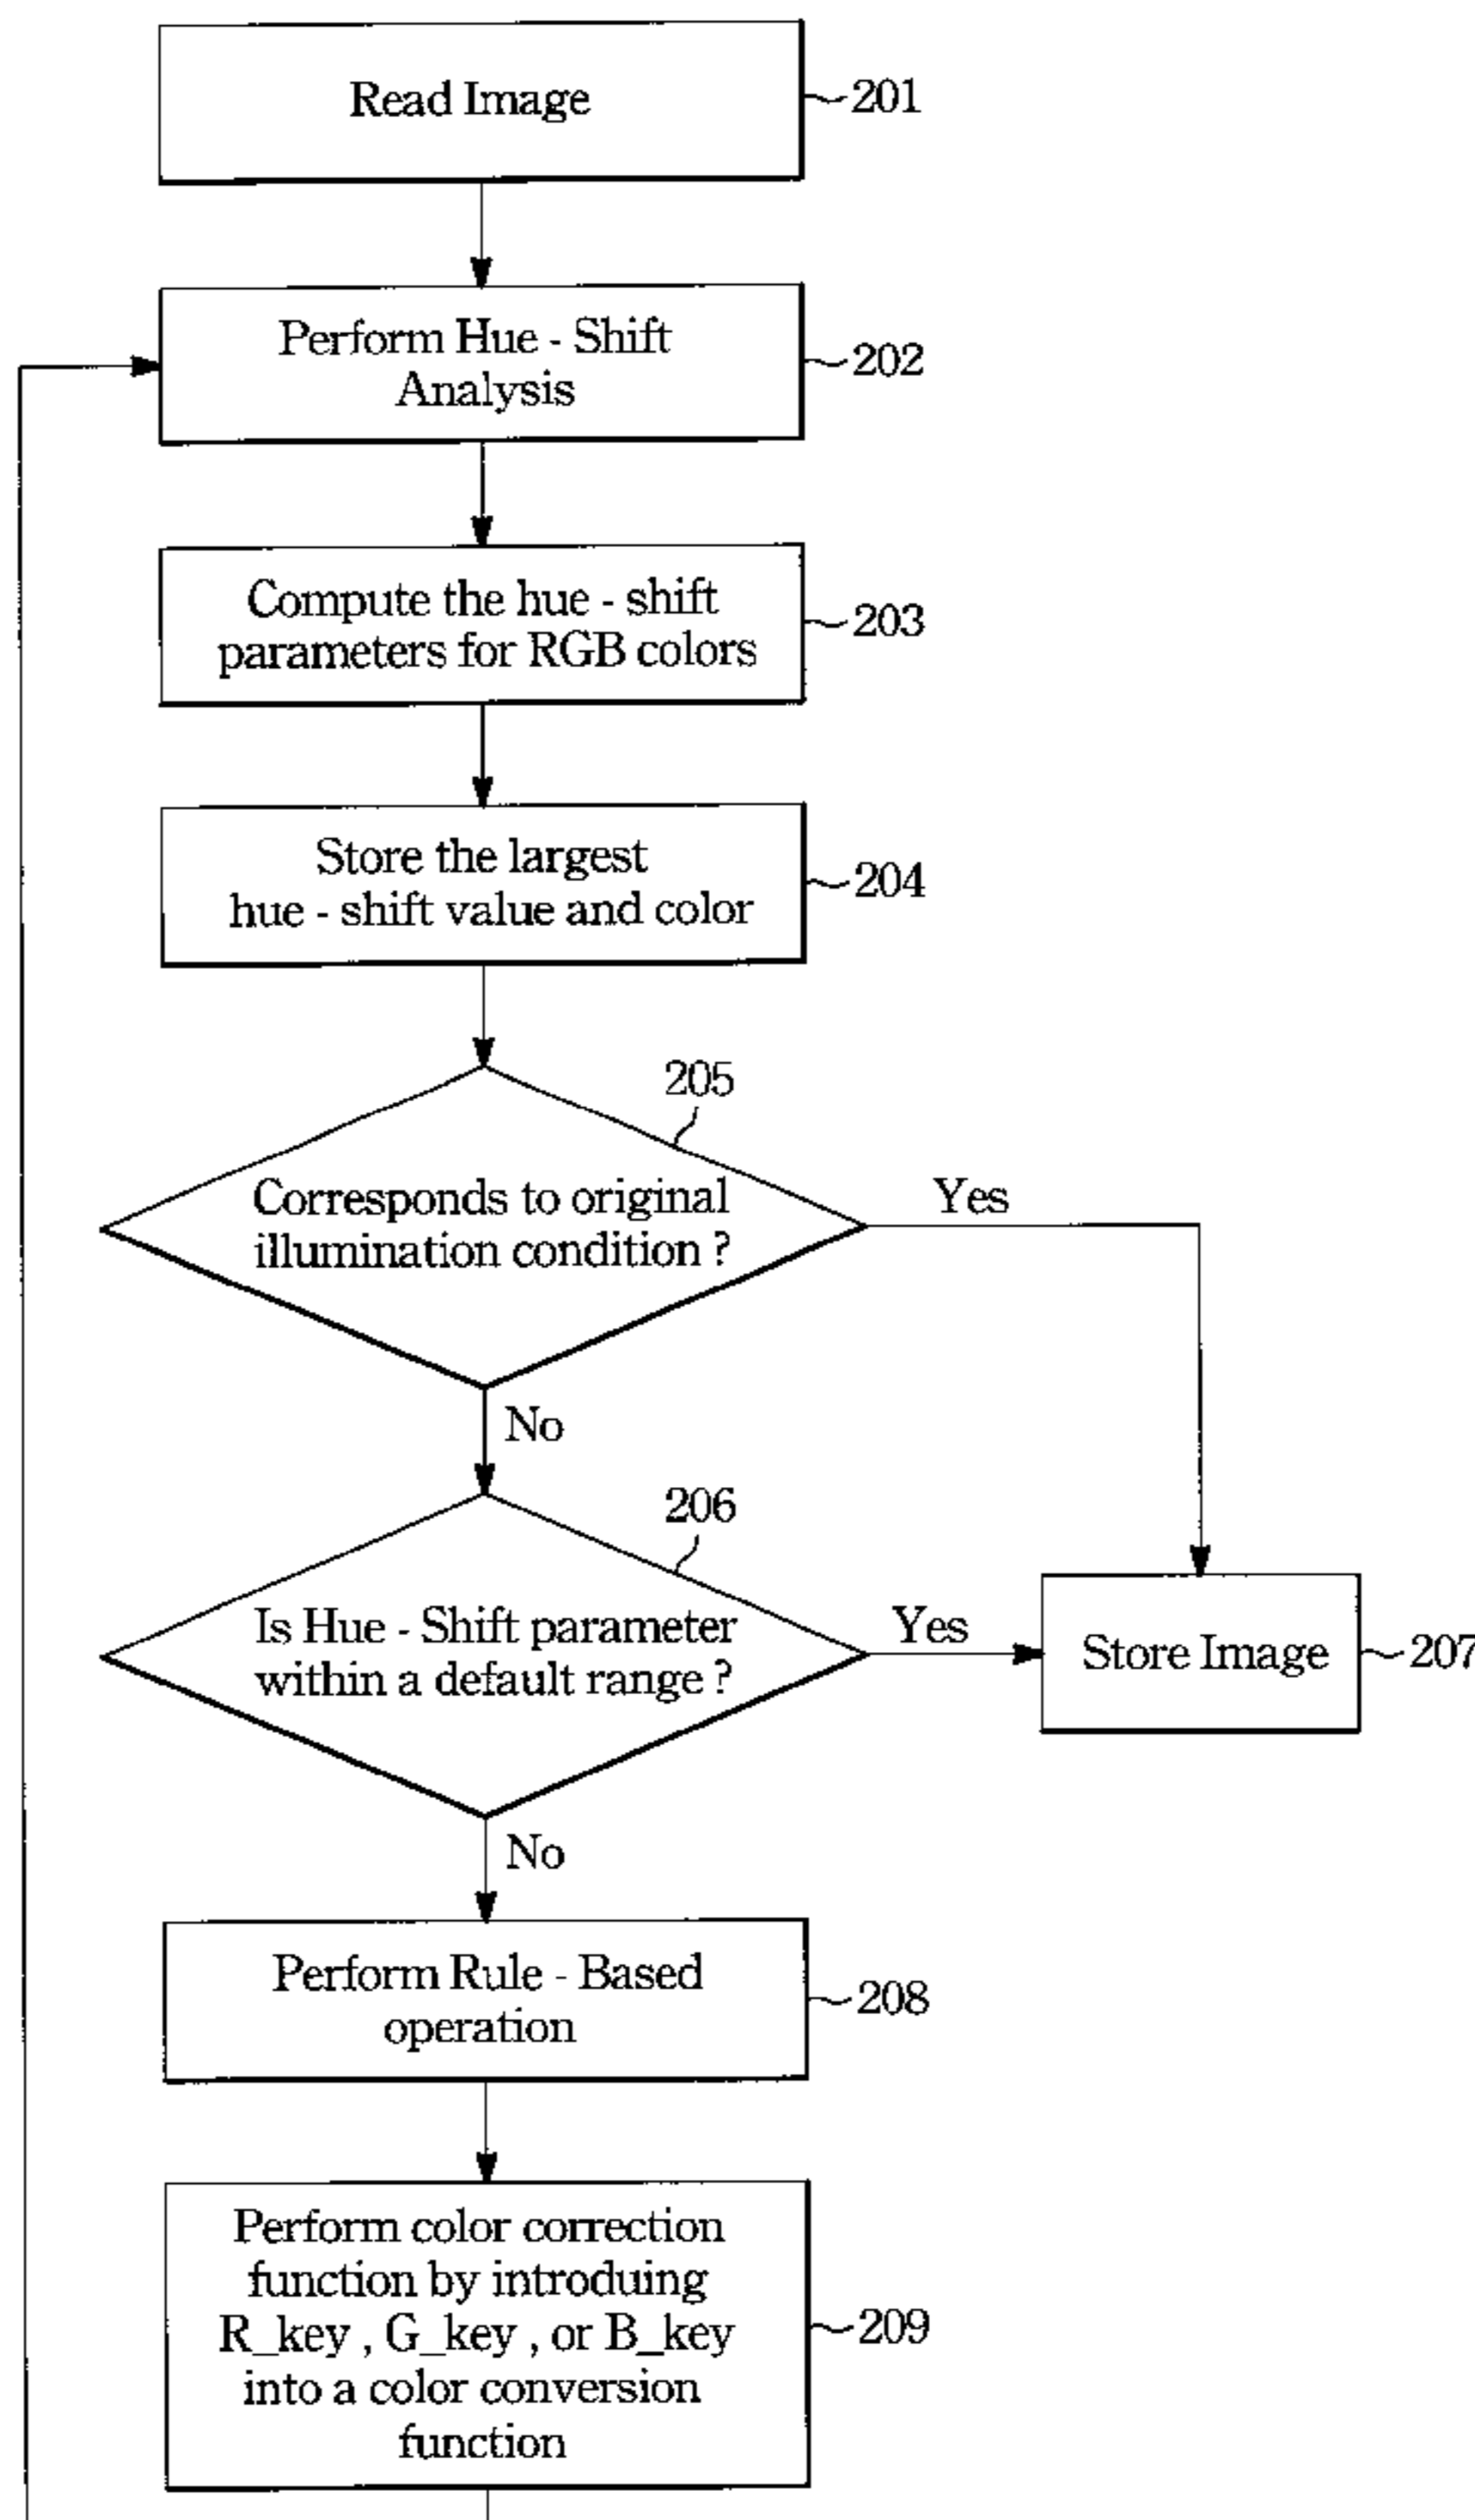 Read Image
201
Perform Hue - Shift
Analysis
202
Compute the hue - shift
parameters for RGB colors
203
Store the largest
hue - shift value and color
204
205
Corresponds to original
illumination condition ?
Yes
No
206
Is Hue - Shift parameter
within a default range ?
Yes
Store Image
207
No
Perform Rule - Based
operation
208
Perform color correction
function by introduing
R_key , G_key , or B_key
into a color conversion
function
209